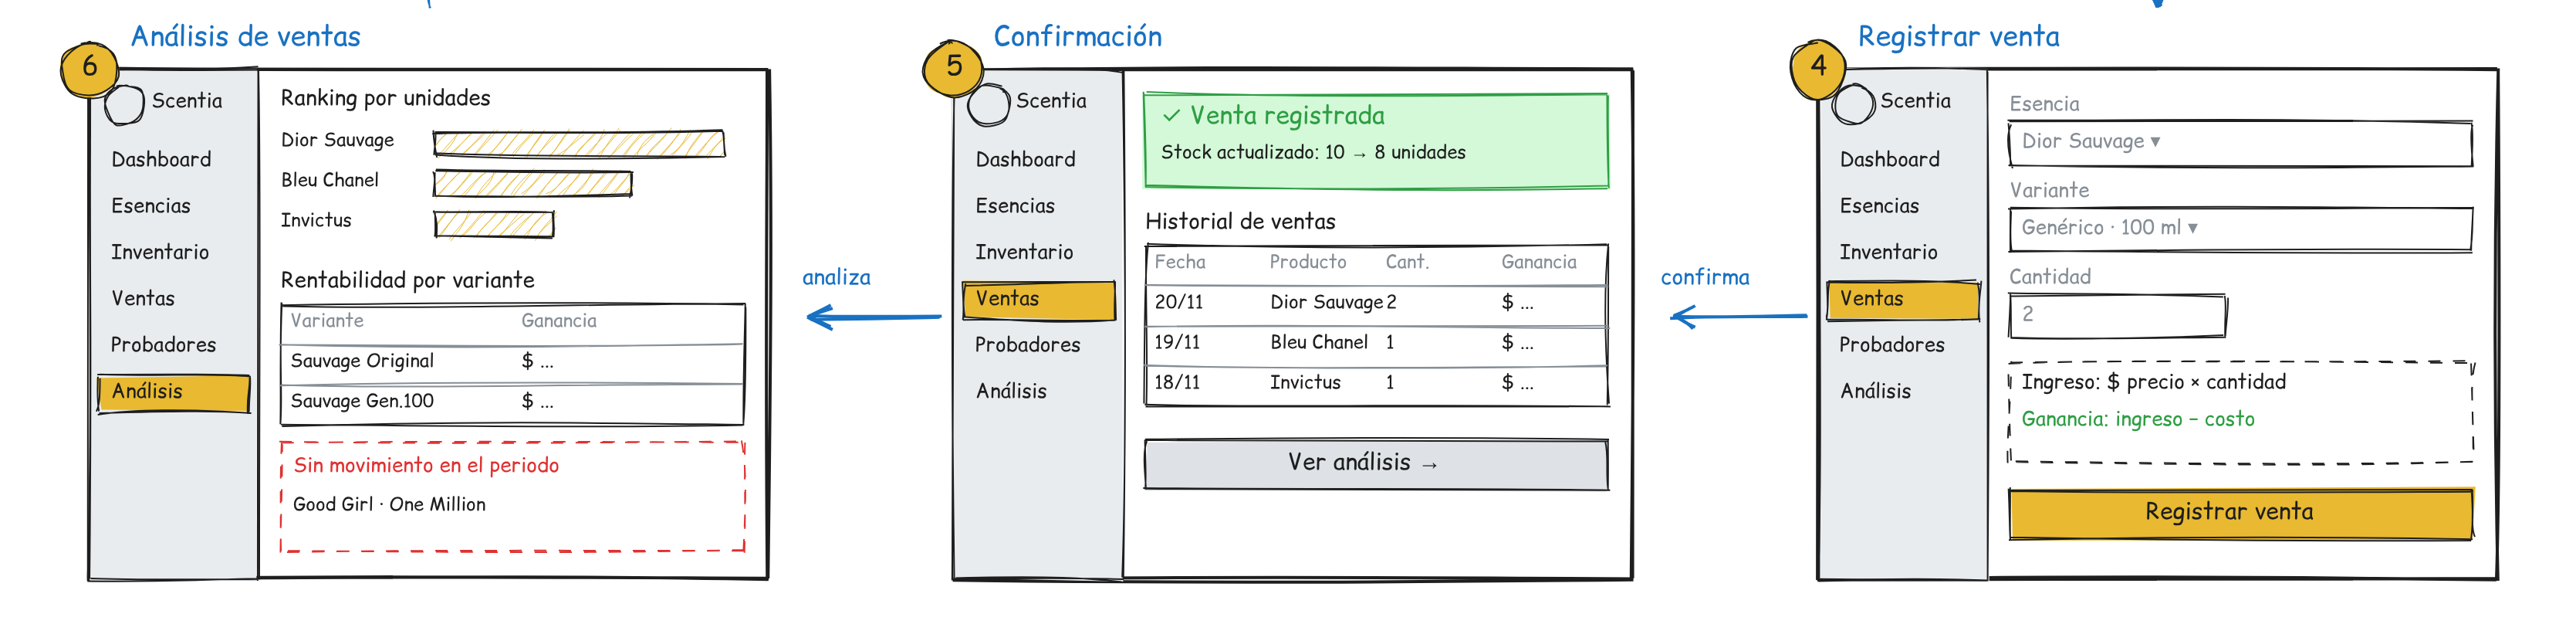 Análisis de ventas
6
Scentia
Dashboard
Esencias
Inventario
Ventas
Probadores
Análisis
Ranking por unidades
Dior Sauvage
Bleu Chanel
Invictus
Rentabilidad por variante
Variante Ganancia
Sauvage Original $ ...
Sauvage Gen.100 $ ...
Sin movimiento en el periodo
Good Girl · One Million
analiza
Confirmación
5
Scentia
Dashboard
Esencias
Inventario
Ventas
Probadores
Análisis
✓ Venta registrada
Stock actualizado: 10 → 8 unidades
Historial de ventas
Fecha Producto Cant. Ganancia
20/11 Dior Sauvage 2 $ ...
19/11 Bleu Chanel 1 $ ...
18/11 Invictus 1 $ ...
Ver análisis →
confirma
Registrar venta
4
Scentia
Dashboard
Esencias
Inventario
Ventas
Probadores
Análisis
Esencia
Dior Sauvage ▾
Variante
Genérico · 100 ml ▾
Cantidad
2
Ingreso: $ precio × cantidad
Ganancia: ingreso − costo
Registrar venta